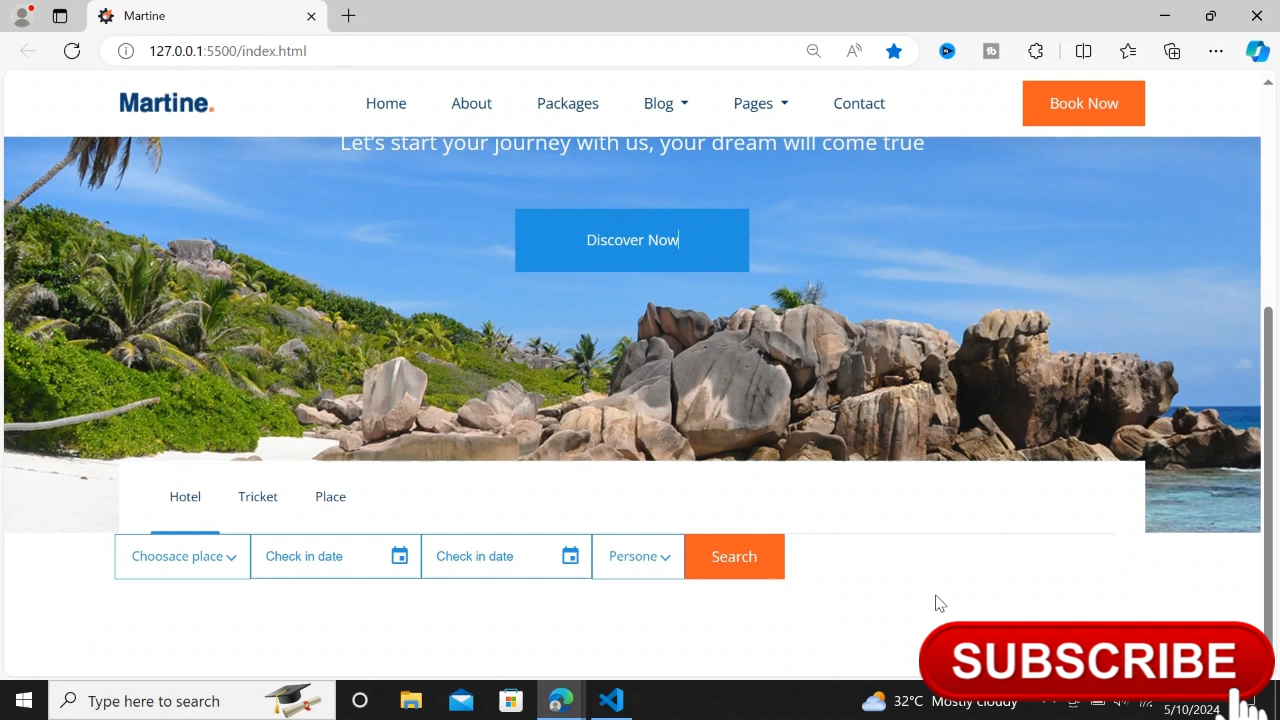 Martine
127.0.0.1:5500/index.html
Martine.
Home
About
Packages
Blog
Pages
Contact
Book Now
Let's start your journey with us, your dream will come true
Discover Now
Hotel
Tricket
Place
Choosace place
Check in date
Check in date
Persone
Search
SUBSCRIBE
Type here to search
32°C Mostly cloudy
5/10/2024